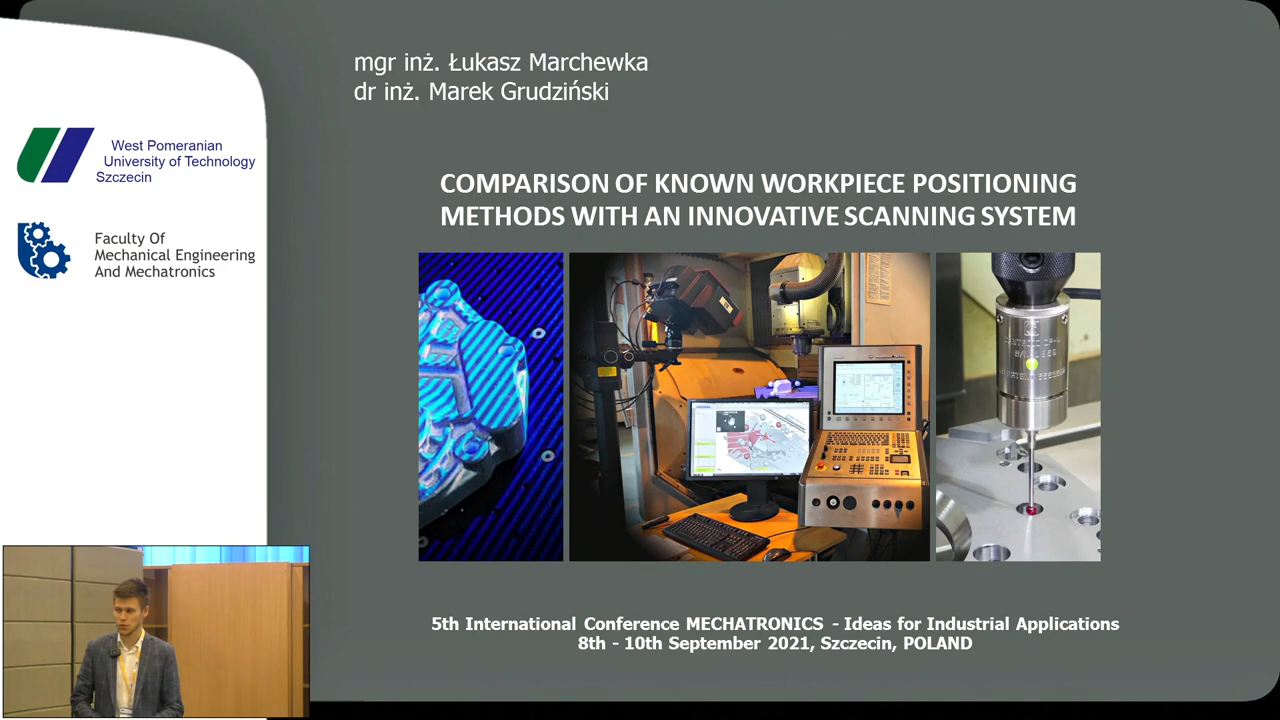 mgr inż. Łukasz Marchewka
dr inż. Marek Grudziński
West Pomeranian
University of Technology
Szczecin
Faculty Of
Mechanical Engineering
And Mechatronics
COMPARISON OF KNOWN WORKPIECE POSITIONING
METHODS WITH AN INNOVATIVE SCANNING SYSTEM
5th International Conference MECHATRONICS - Ideas for Industrial Applications
8th - 10th September 2021, Szczecin, POLAND